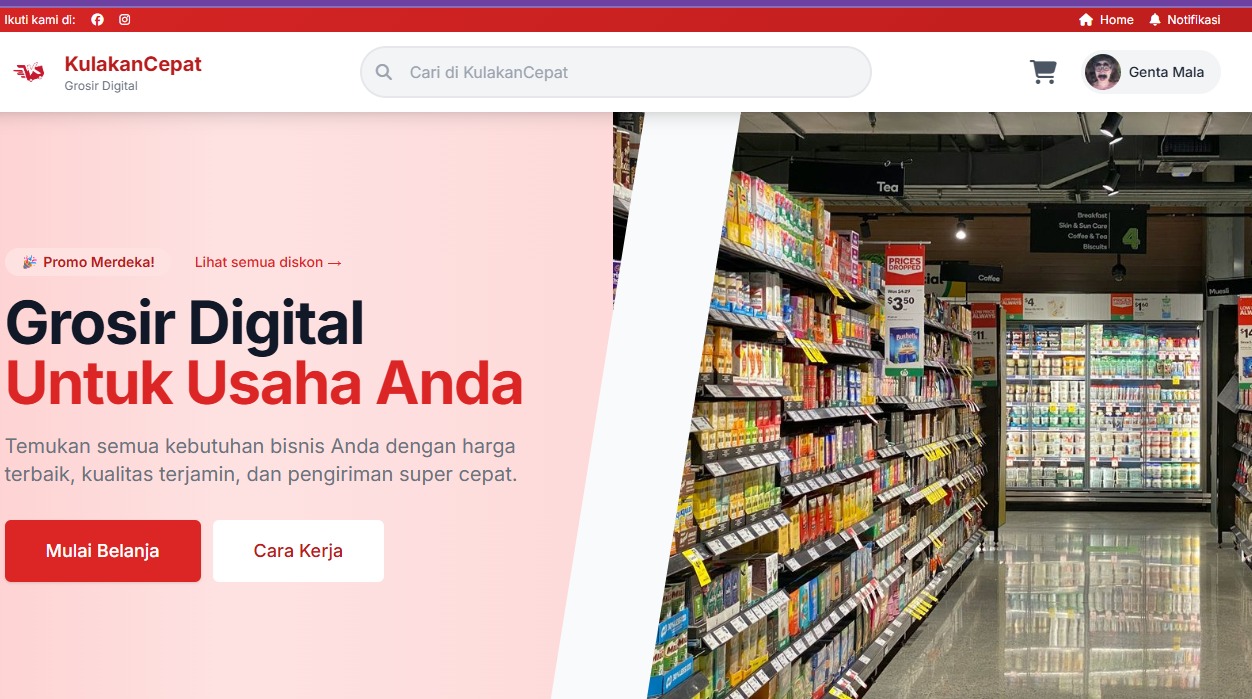 Ikuti kami di:
Home
Notifikasi
KulakanCepat
Grosir Digital
Cari di KulakanCepat
Genta Mala
🎉 Promo Merdeka!
Lihat semua diskon →
Grosir Digital
Untuk Usaha Anda
Temukan semua kebutuhan bisnis Anda dengan harga
terbaik, kualitas terjamin, dan pengiriman super cepat.
Mulai Belanja
Cara Kerja
Tea
Breakfast
Skin & Sun Care
Coffee & Tea
Biscuits
4
PRICES
DROPPED
$3.50
Coffee
Muesli